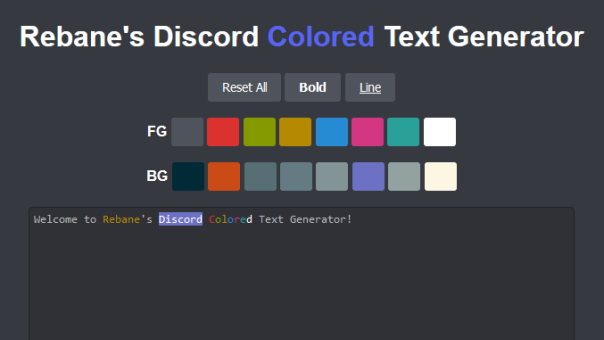 Rebane's Discord Colored Text Generator
Reset All Bold Line
FG
BG
Welcome to Rebane's Discord Colored Text Generator!